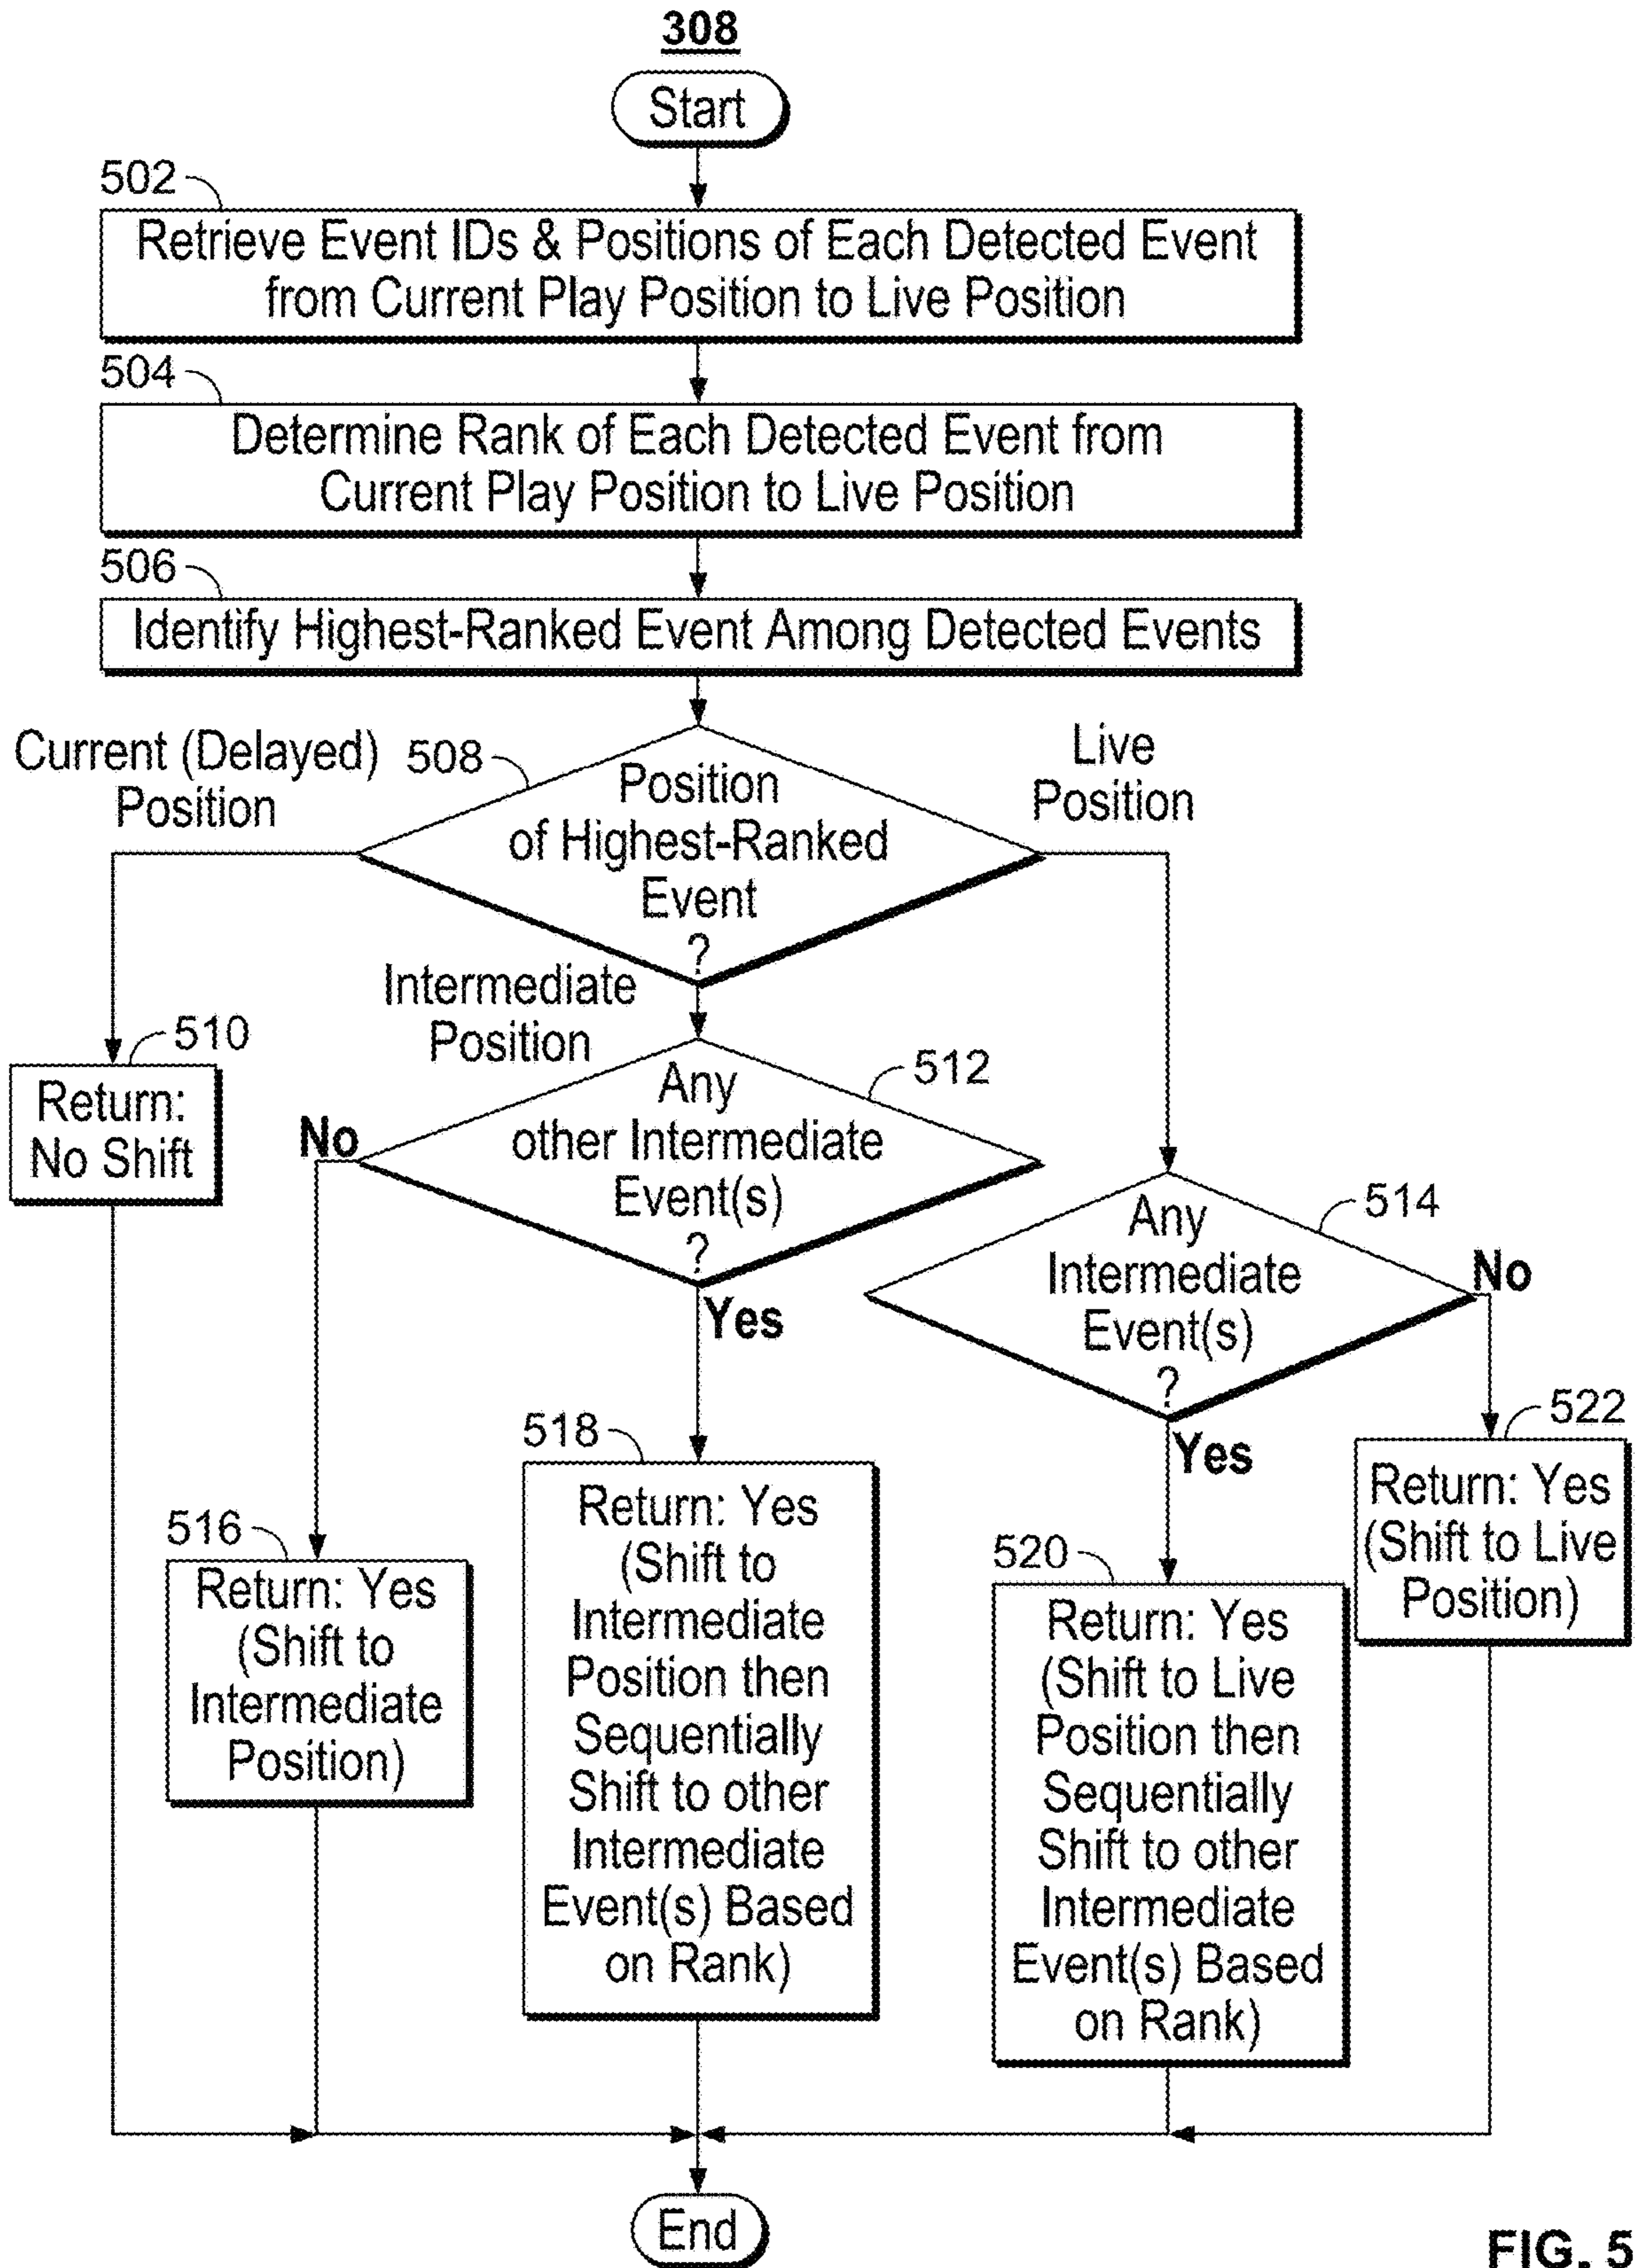 308
Start
502
Retrieve Event IDs & Positions of Each Detected Event
from Current Play Position to Live Position
504
Determine Rank of Each Detected Event from
Current Play Position to Live Position
506
Identify Highest-Ranked Event Among Detected Events
Current (Delayed)
Position
508
Position
of Highest-Ranked
Event
?
Live
Position
Intermediate
Position
510
Return:
No Shift
512
Any
other Intermediate
Event(s)
?
No
Yes
514
Any
Intermediate
Event(s)
?
No
Yes
516
Return: Yes
(Shift to
Intermediate
Position)
518
Return: Yes
(Shift to
Intermediate
Position then
Sequentially
Shift to other
Intermediate
Event(s) Based
on Rank)
520
Return: Yes
(Shift to Live
Position then
Sequentially
Shift to other
Intermediate
Event(s) Based
on Rank)
522
Return: Yes
(Shift to Live
Position)
End
FIG. 5